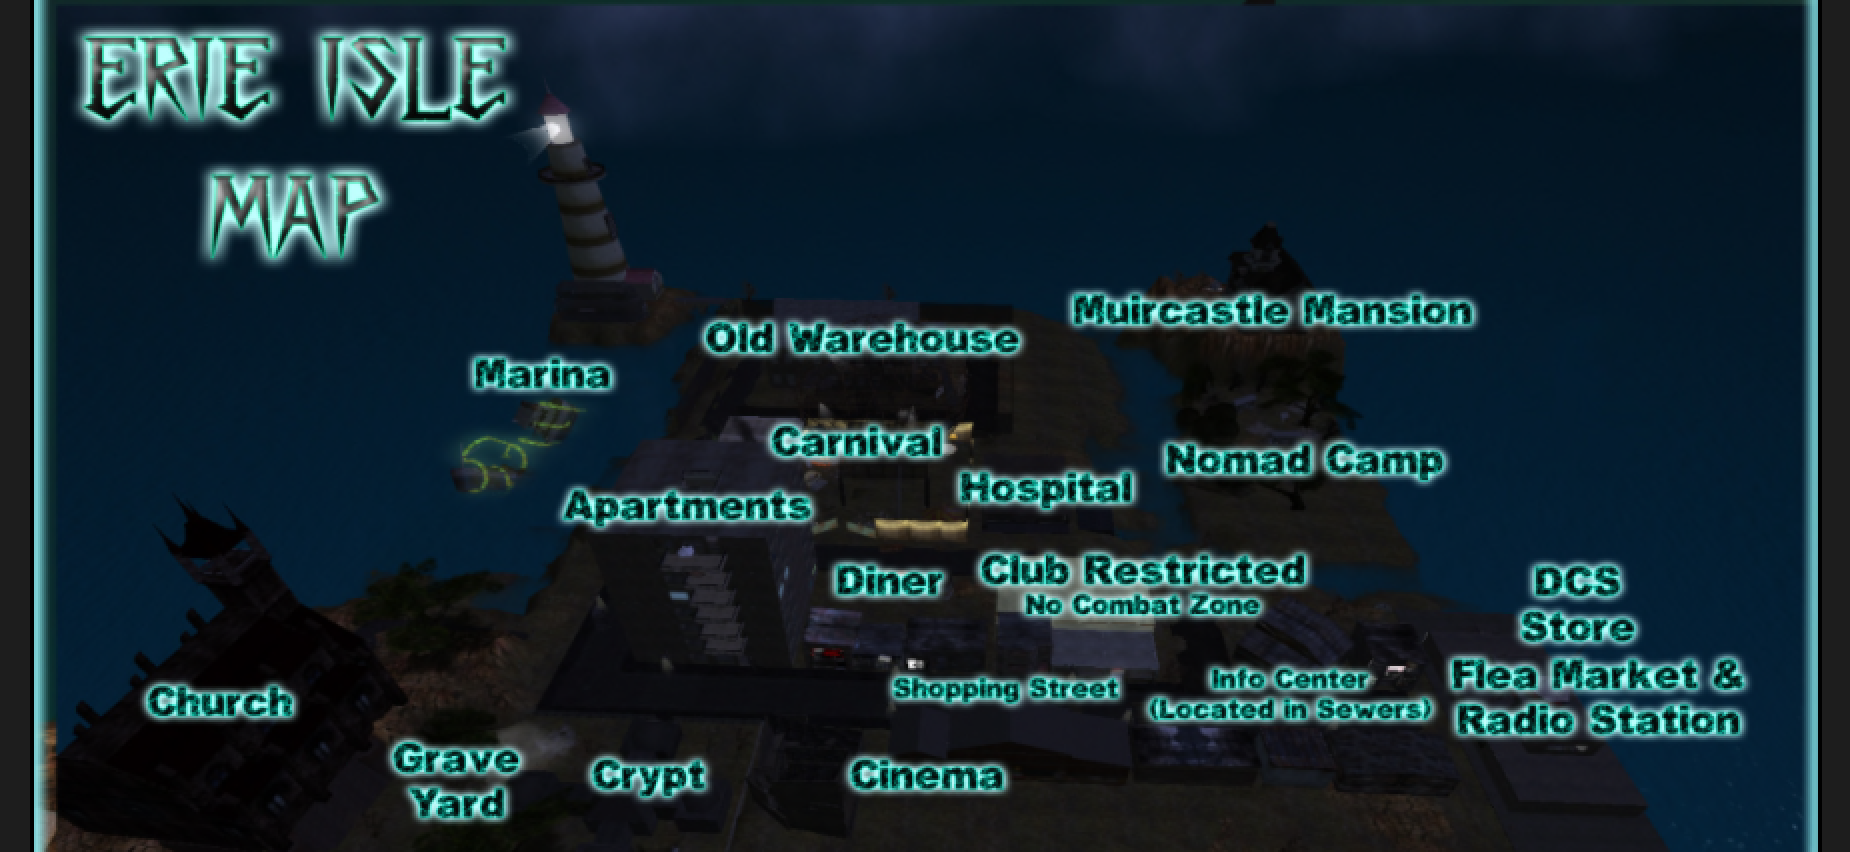 ERIE ISLE
MAP
Muircastle Mansion
Old Warehouse
Marina
Carnival
Nomad Camp
Hospital
Apartments
Club Restricted
No Combat Zone
Diner
DCS
Store
Flea Market &
Radio Station
Info Center
(Located in Sewers)
Shopping Street
Church
Grave
Yard
Crypt
Cinema